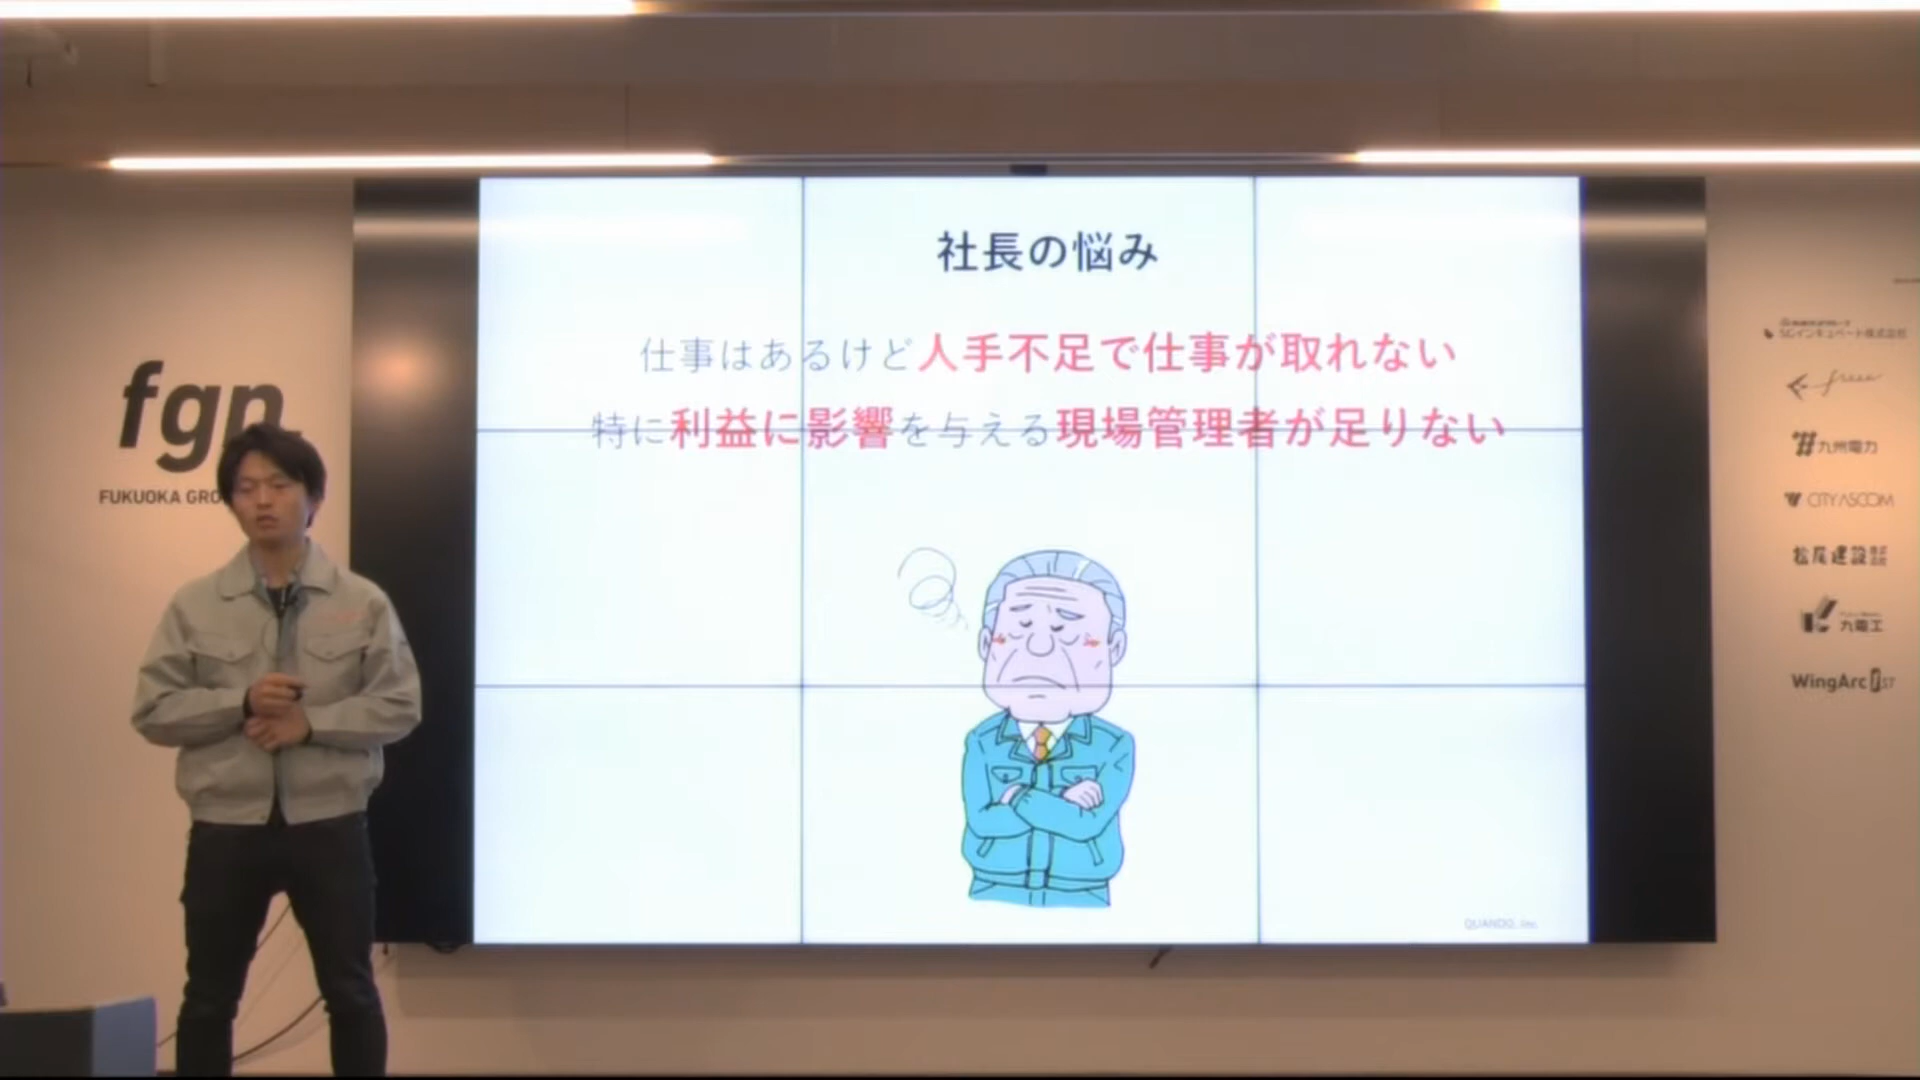 社長の悩み
仕事はあるけど人手不足で仕事が取れない
特に利益に影響を与える現場管理者が足りない
QUANDO, Inc.
fgn
FUKUOKA GRO
SGインキュベート株式会社
freee
九州電力
CITY ASCOM
松尾建設
九電工
WingArc 1ST